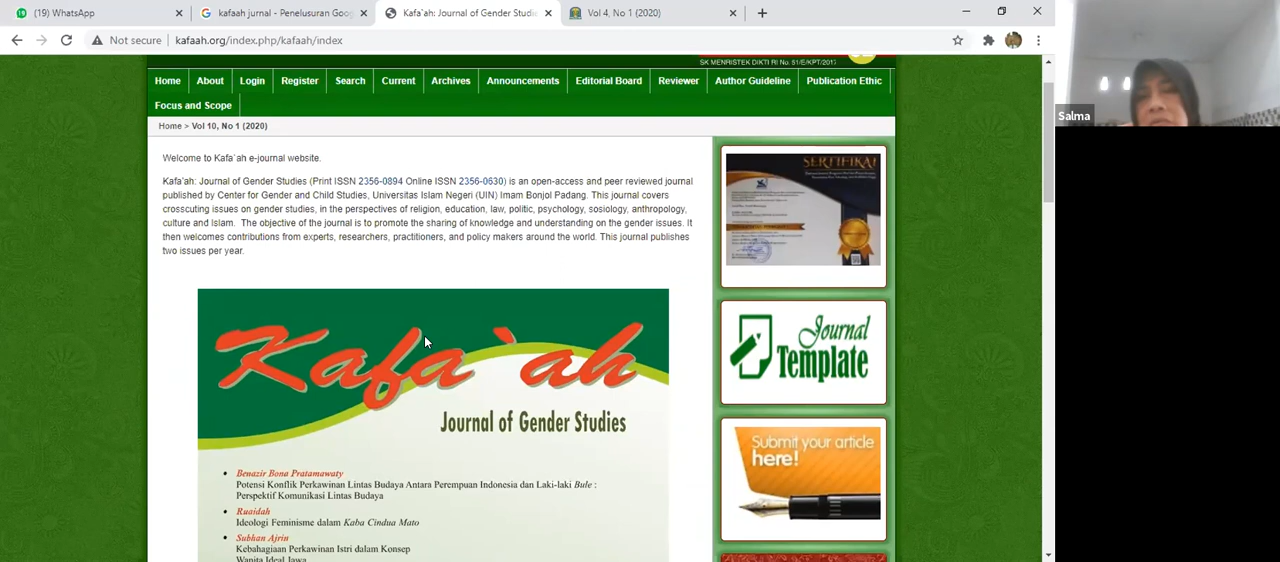 (19) WhatsApp
kafaah jurnal - Penelusuran Goog
Kafa`ah: Journal of Gender Studie
Vol 4, No 1 (2020)
Not secure
kafaah.org/index.php/kafaah/index
SK MENRISTEK DIKTI RI No. 51/E/KPT/2017
Home
About
Login
Register
Search
Current
Archives
Announcements
Editorial Board
Reviewer
Author Guideline
Publication Ethic
Focus and Scope
Home > Vol 10, No 1 (2020)
Welcome to Kafa`ah e-journal website.
Kafa'ah: Journal of Gender Studies (Print ISSN 2356-0894 Online ISSN 2356-0630) is an open-access and peer reviewed journal
published by Center for Gender and Child Studies, Universitas Islam Negeri (UIN) Imam Bonjol Padang. This journal covers
crosscuting issues on gender studies, in the perspectives of religion, education, law, politic, psychology, sosiology, anthropology,
culture and Islam. The objective of the journal is to promote the sharing of knowledge and understanding on the gender issues. It
then welcomes contributions from experts, researchers, practitioners, and policy makers around the world. This journal publishes
two issues per year.
Kafa`ah
Journal of Gender Studies
• Benazir Bona Pratamawaty
Potensi Konflik Perkawinan Lintas Budaya Antara Perempuan Indonesia dan Laki-laki Bule :
Perspektif Komunikasi Lintas Budaya
• Ruaidah
Ideologi Feminisme dalam Kaba Cindua Mato
• Subhan Ajrin
Kebahagiaan Perkawinan Istri dalam Konsep
Wanita Ideal Jawa
SERTIFIKAT
Journal
Template
Submit your article
here!
Salma